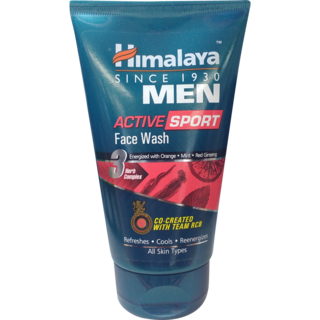 Himalaya™
SINCE 1930
MEN
ACTIVE SPORT
Face Wash
Energized with Orange • Mint • Red Ginseng
3 Herb
Complex
CO-CREATED
WITH TEAM RCB
Refreshes • Cools • Reenergizes
All Skin Types